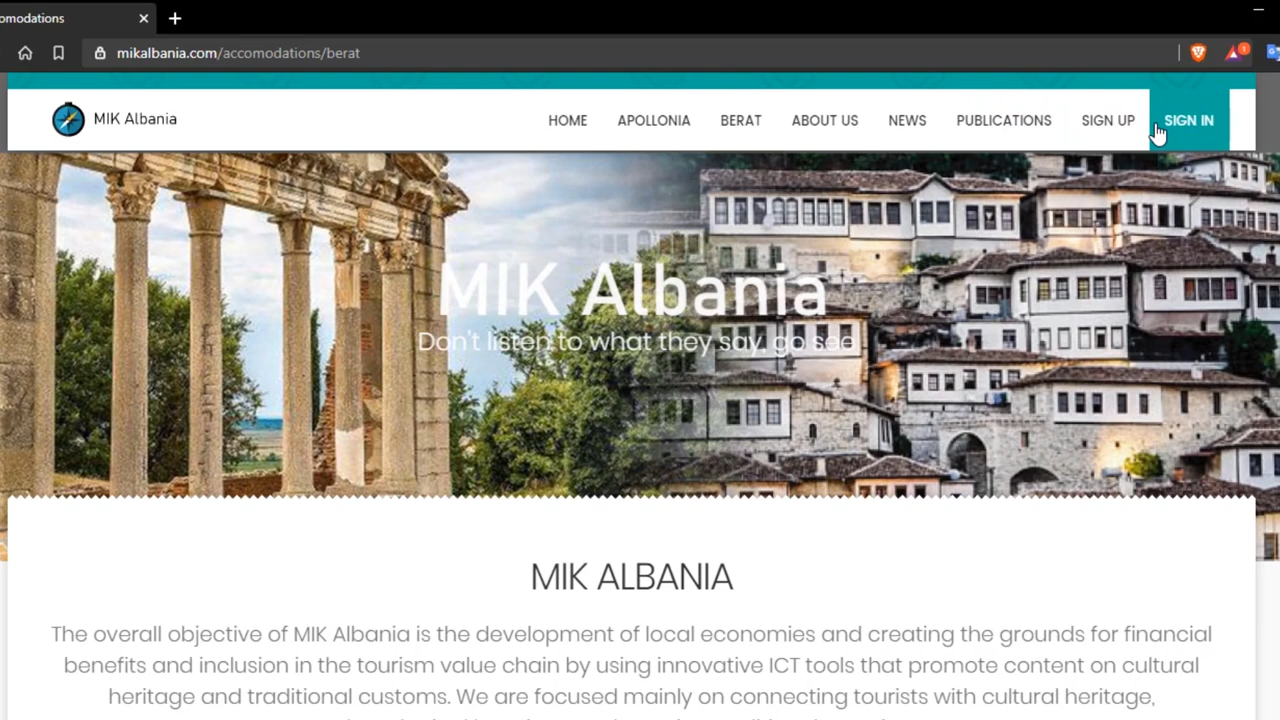 omodations
mikalbania.com/accomodations/berat
1
MIK Albania
HOME APOLLONIA BERAT ABOUT US NEWS PUBLICATIONS SIGN UP SIGN IN
MIK Albania
Don't listen to what they say, go see
MIK ALBANIA
The overall objective of MIK Albania is the development of local economies and creating the grounds for financial
benefits and inclusion in the tourism value chain by using innovative ICT tools that promote content on cultural
heritage and traditional customs. We are focused mainly on connecting tourists with cultural heritage,